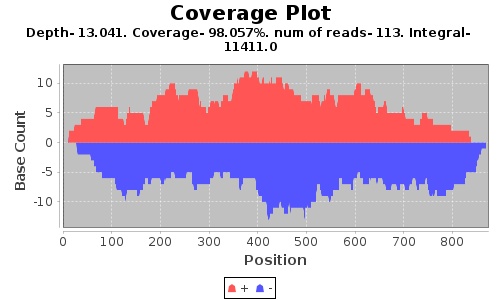 Coverage Plot
Depth- 13.041. Coverage- 98.057%. num of reads- 113. Integral-
11411.0
Base Count
10
5
0
-5
-10
0 100 200 300 400 500 600 700 800
Position
+ -